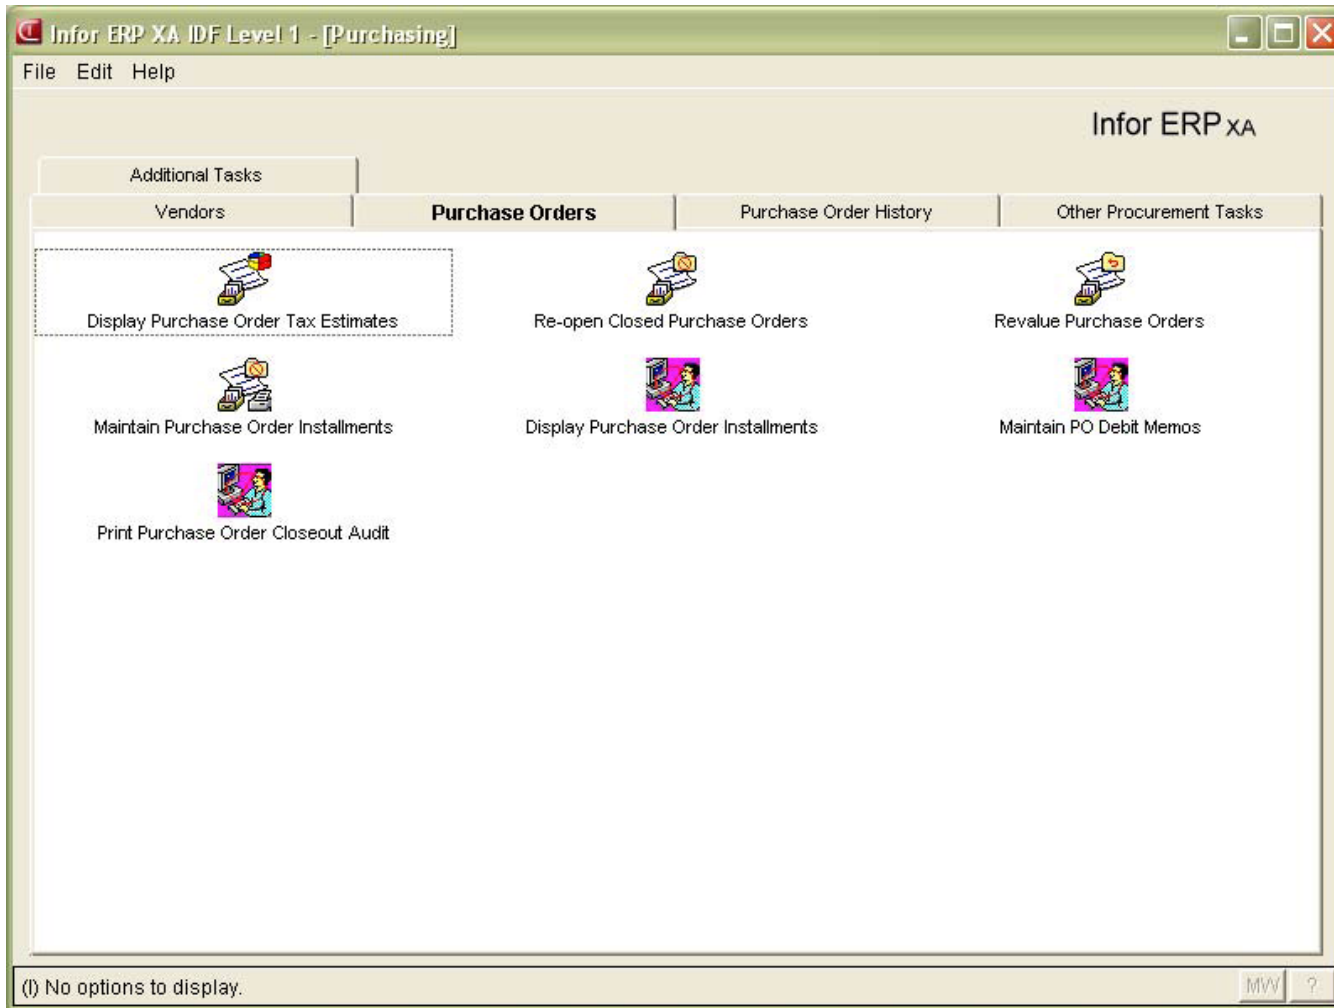 Infor ERP XA IDF Level 1 - [Purchasing]
File Edit Help
Infor ERP XA
Additional Tasks
Vendors Purchase Orders Purchase Order History Other Procurement Tasks
Display Purchase Order Tax Estimates Re-open Closed Purchase Orders Revalue Purchase Orders
Maintain Purchase Order Installments Display Purchase Order Installments Maintain PO Debit Memos
Print Purchase Order Closeout Audit
(I) No options to display. MW ?